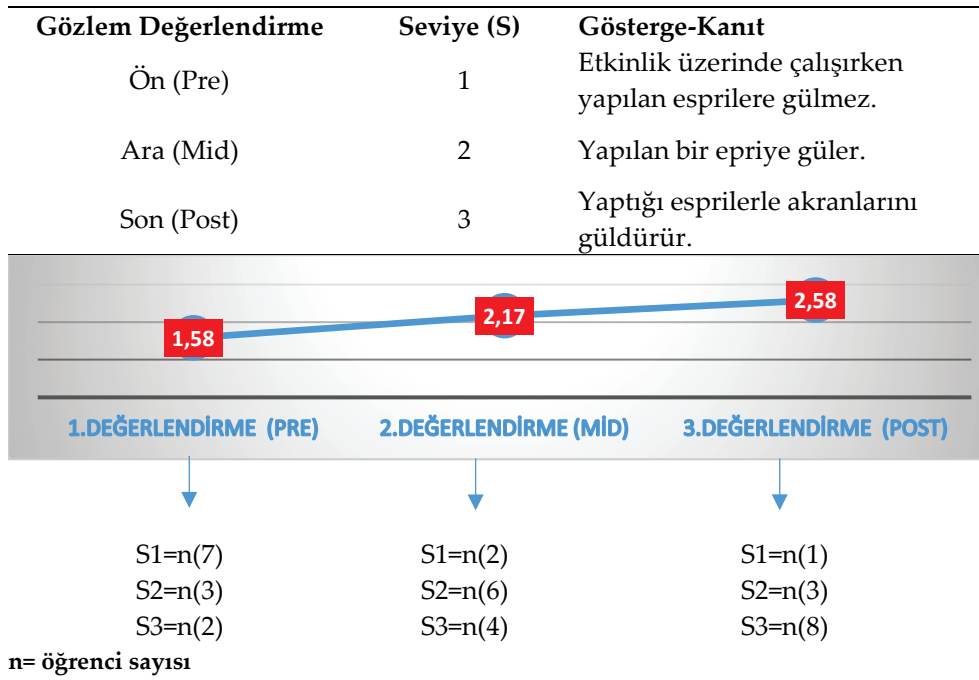 Gözlem Değerlendirme Seviye (S) Gösterge-Kanıt
Ön (Pre) 1 Etkinlik üzerinde çalışırken
yapılan esprilere gülmez.
Ara (Mid) 2 Yapılan bir epriye güler.
Son (Post) 3 Yaptığı esprilerle akranlarını
güldürür.
1,58 2,17 2,58
1.DEĞERLENDİRME (PRE) 2.DEĞERLENDİRME (MİD) 3.DEĞERLENDİRME (POST)
S1=n(7) S1=n(2) S1=n(1)
S2=n(3) S2=n(6) S2=n(3)
S3=n(2) S3=n(4) S3=n(8)
n= öğrenci sayısı